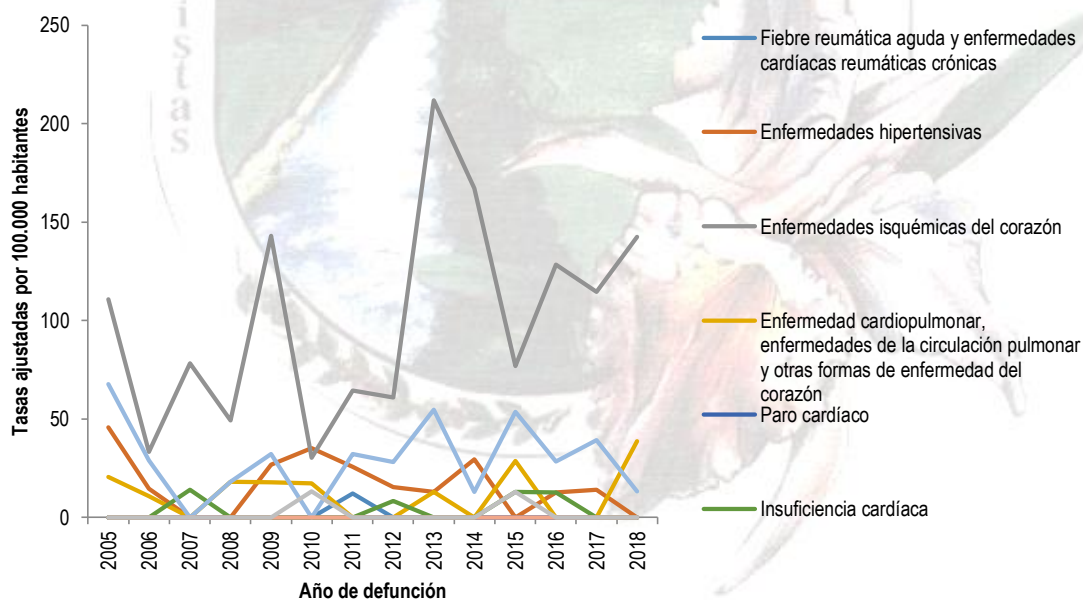 250
200
150
100
50
0
Tasas ajustadas por 100.000 habitantes
2005
2006
2007
2008
2009
2010
2011
2012
2013
2014
2015
2016
2017
2018
Año de defunción
Fiebre reumática aguda y enfermedades
cardíacas reumáticas crónicas
Enfermedades hipertensivas
Enfermedades isquémicas del corazón
Enfermedad cardiopulmonar,
enfermedades de la circulación pulmonar
y otras formas de enfermedad del
corazón
Paro cardíaco
Insuficiencia cardíaca